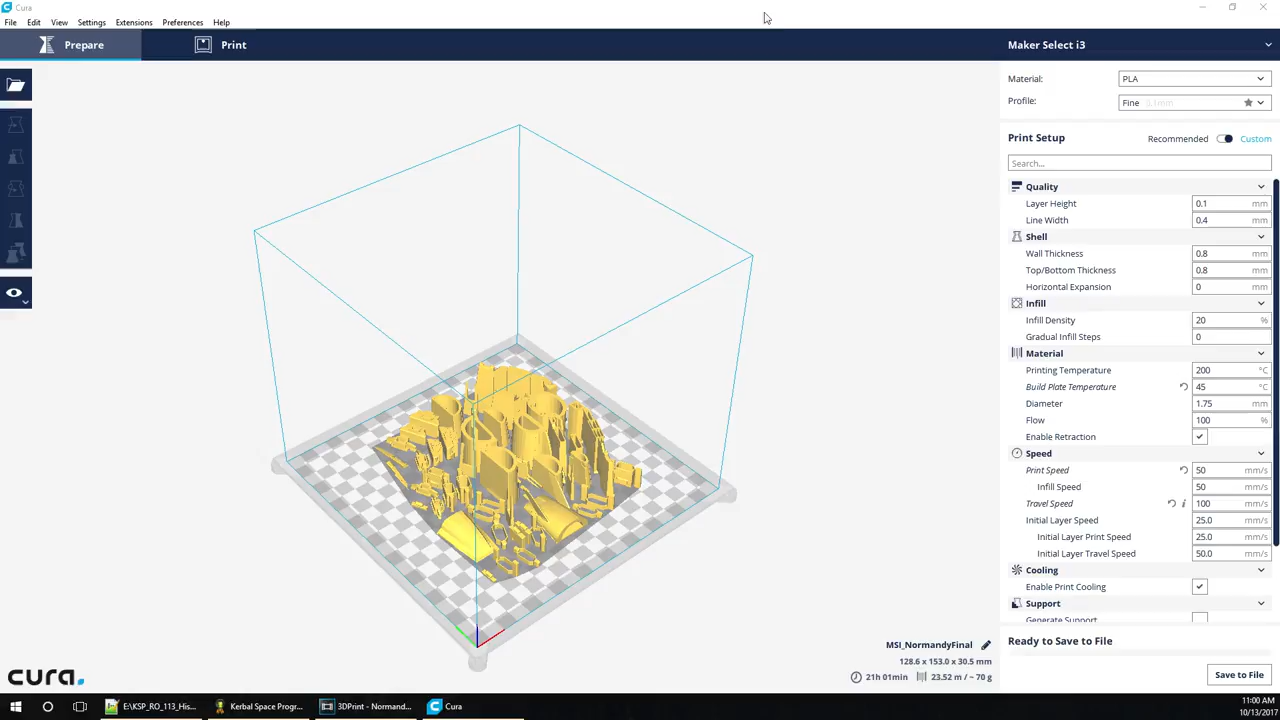 Cura
File Edit View Settings Extensions Preferences Help
Prepare Print Maker Select i3
Material: PLA
Profile: Fine 0.1mm
Print Setup Recommended Custom
Search...
Quality
Layer Height 0.1 mm
Line Width 0.4 mm
Shell
Wall Thickness 0.8 mm
Top/Bottom Thickness 0.8 mm
Horizontal Expansion 0 mm
Infill
Infill Density 20 %
Gradual Infill Steps 0
Material
Printing Temperature 200 °C
Build Plate Temperature 45 °C
Diameter 1.75 mm
Flow 100 %
Enable Retraction
Speed
Print Speed 50 mm/s
Infill Speed 50 mm/s
Travel Speed i 100 mm/s
Initial Layer Speed 25.0 mm/s
Initial Layer Print Speed 25.0 mm/s
Initial Layer Travel Speed 50.0 mm/s
Cooling
Enable Print Cooling
Support
Generate Support
MSI_NormandyFinal
128.6 x 153.0 x 30.5 mm
21h 01min 23.52 m / ~ 70 g
Ready to Save to File
Save to File
cura.
E:\KSP_RO_113_His... Kerbal Space Progr... 3DPrint - Normand... Cura
11:00 AM
10/13/2017